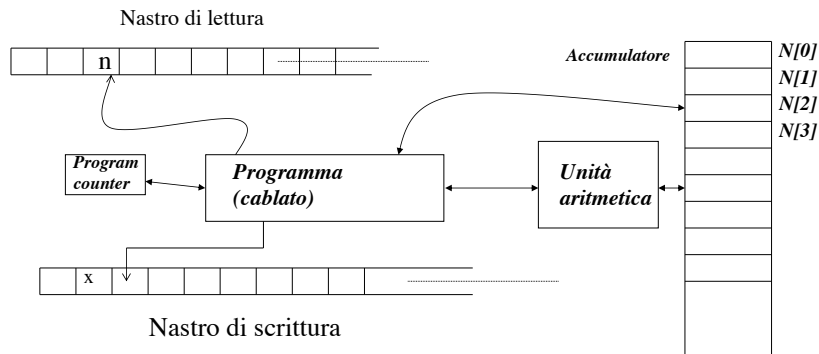 Nastro di lettura
n
Accumulatore
N[0]
N[1]
N[2]
N[3]
Program
counter
Programma
(cablato)
Unità
aritmetica
x
Nastro di scrittura